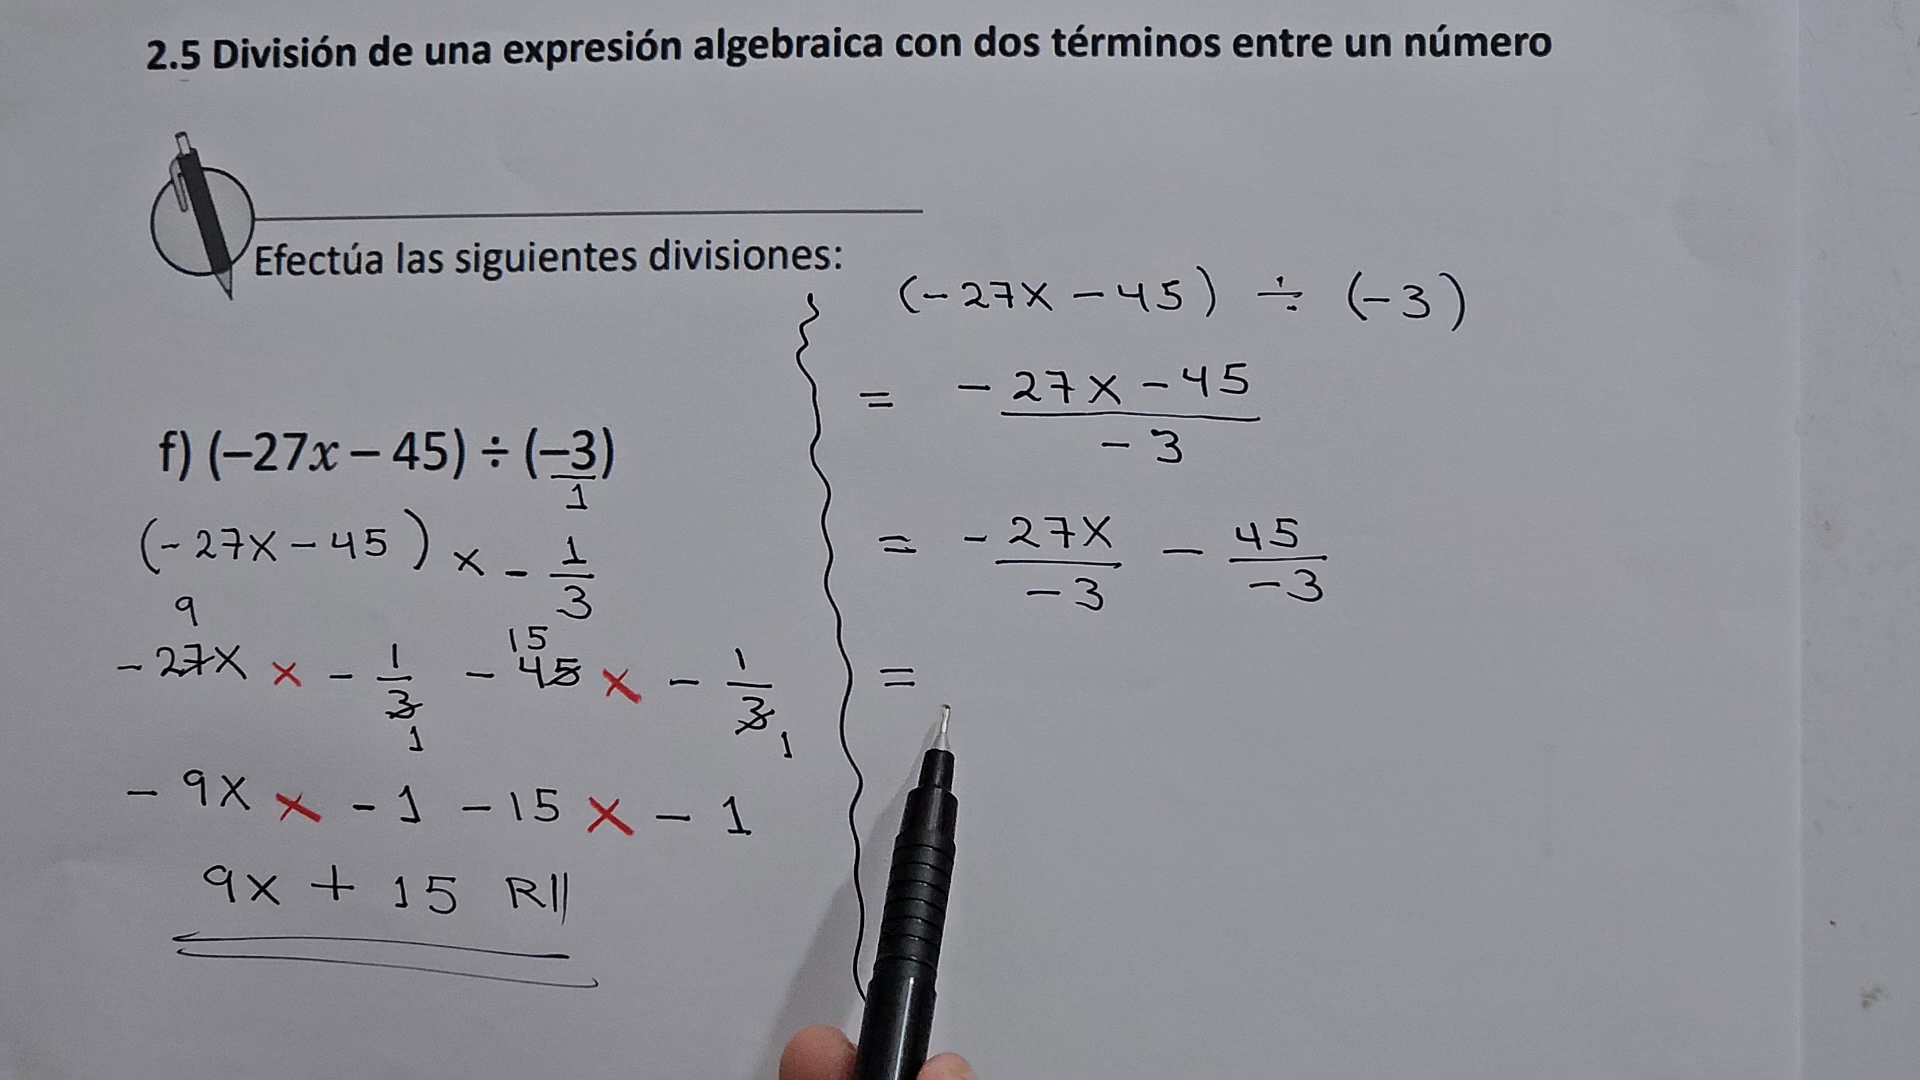 2.5 División de una expresión algebraica con dos términos entre un número
Efectúa las siguientes divisiones:
f) (–27x – 45) ÷ (–3)
1
(-27x - 45) x - 1
3
9
15
-27x x - 1 - 45 x - 1
3 3
1 1
- 9x x - 1 - 15 x - 1
9x + 15 R||
(-27x - 45) ÷ (-3)
= - 27x - 45
- 3
= - 27x - 45
- 3 - 3
=